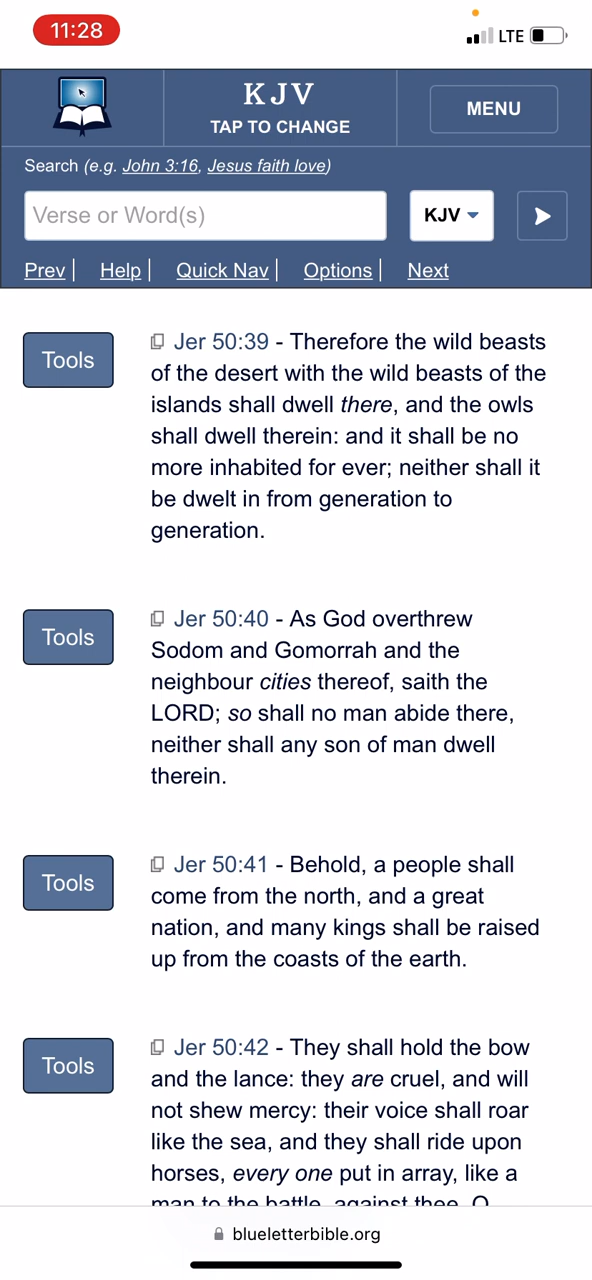 11:28
LTE
KJV
TAP TO CHANGE
MENU
Search (e.g. John 3:16, Jesus faith love)
Verse or Word(s)
KJV
Prev | Help | Quick Nav | Options | Next
Tools
Jer 50:39 - Therefore the wild beasts
of the desert with the wild beasts of the
islands shall dwell there, and the owls
shall dwell therein: and it shall be no
more inhabited for ever; neither shall it
be dwelt in from generation to
generation.
Tools
Jer 50:40 - As God overthrew
Sodom and Gomorrah and the
neighbour cities thereof, saith the
LORD; so shall no man abide there,
neither shall any son of man dwell
therein.
Tools
Jer 50:41 - Behold, a people shall
come from the north, and a great
nation, and many kings shall be raised
up from the coasts of the earth.
Tools
Jer 50:42 - They shall hold the bow
and the lance: they are cruel, and will
not shew mercy: their voice shall roar
like the sea, and they shall ride upon
horses, every one put in array, like a
man to the battle, against thee, O
blueletterbible.org